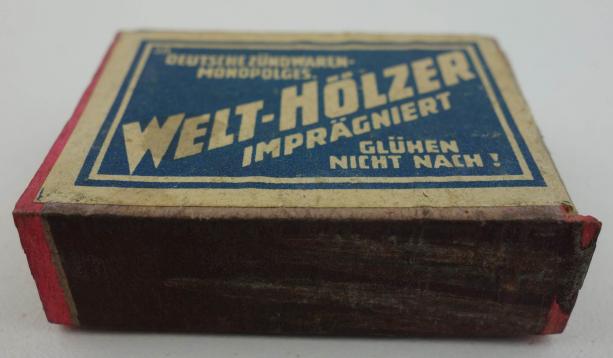 DEUTSCHE ZÜNDWAREN-
MONOPOLGES.
WELT-HÖLZER
IMPRÄGNIERT
GLÜHEN
NICHT NACH!